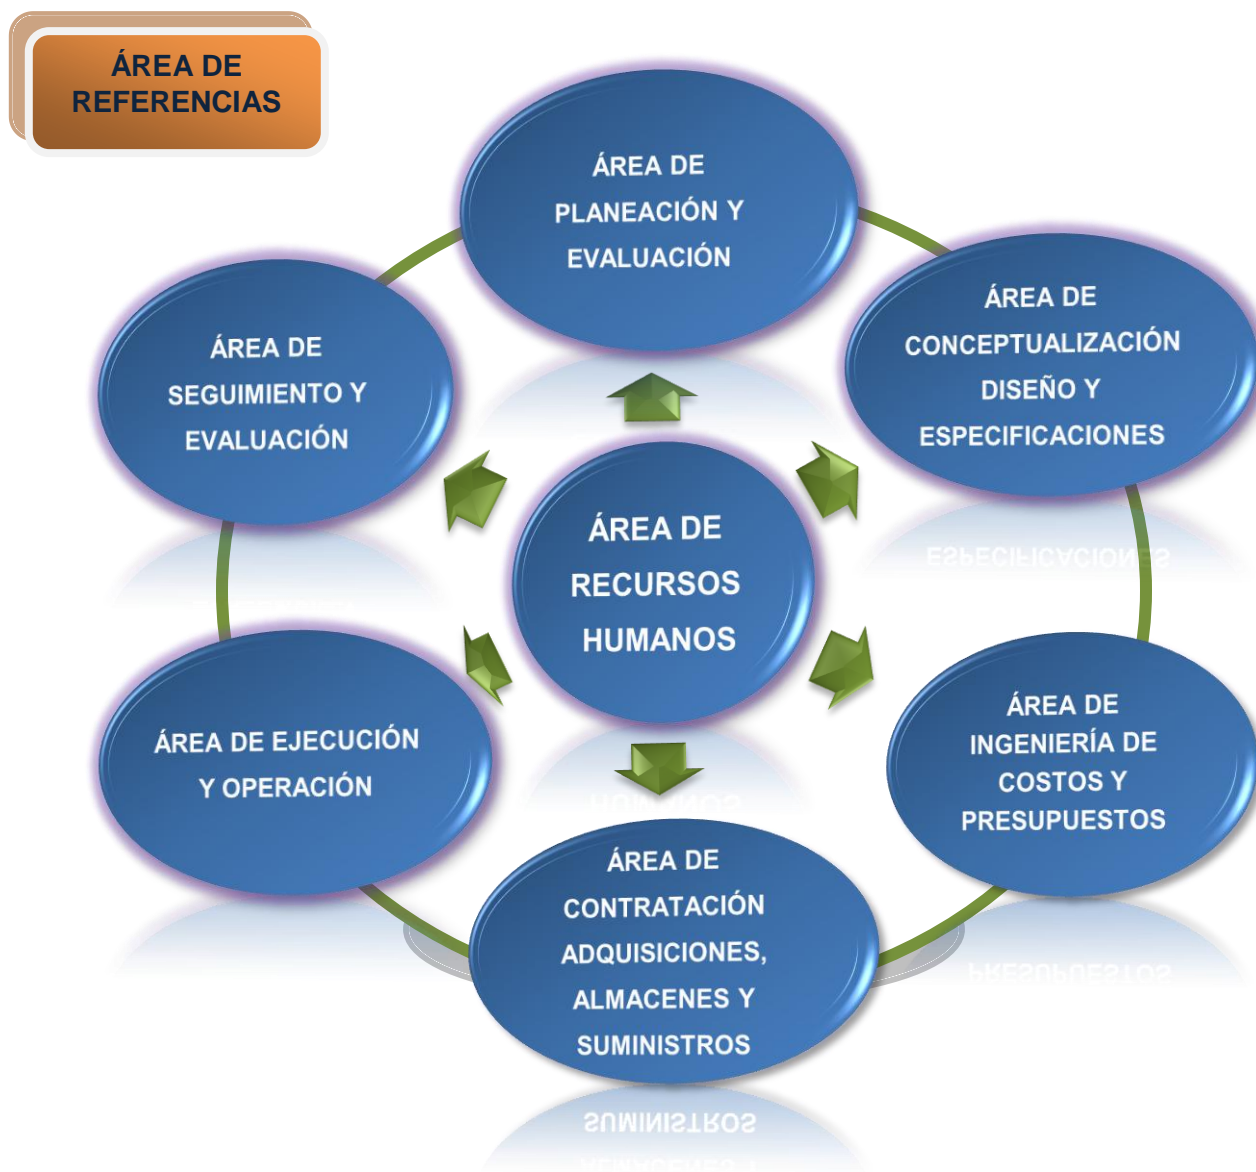 ÁREA DE
REFERENCIAS
ÁREA DE
PLANEACIÓN Y
EVALUACIÓN
ÁREA DE
CONCEPTUALIZACIÓN
DISEÑO Y
ESPECIFICACIONES
ÁREA DE
SEGUIMIENTO Y
EVALUACIÓN
ÁREA DE
RECURSOS
HUMANOS
ÁREA DE EJECUCIÓN
Y OPERACIÓN
ÁREA DE
INGENIERÍA DE
COSTOS Y
PRESUPUESTOS
ÁREA DE
CONTRATACIÓN
ADQUISICIONES,
ALMACENES Y
SUMINISTROS